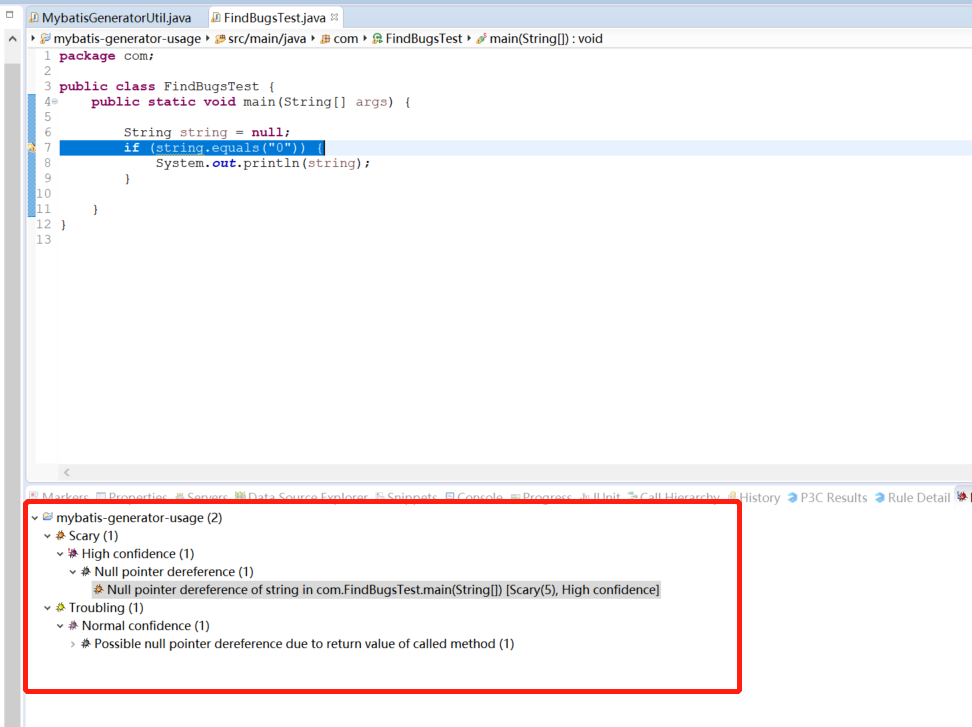 MybatisGeneratorUtil.java FindBugsTest.java
mybatis-generator-usage src/main/java com FindBugsTest main(String[]) : void
1 package com;
2
3 public class FindBugsTest {
4 public static void main(String[] args) {
5
6 String string = null;
7 if (string.equals("0")) {
8 System.out.println(string);
9 }
10
11 }
12 }
13
Markers Properties Servers Data Source Explorer Snippets Console Progress JUnit Call Hierarchy History P3C Results Rule Detail
mybatis-generator-usage (2)
Scary (1)
High confidence (1)
Null pointer dereference (1)
Null pointer dereference of string in com.FindBugsTest.main(String[]) [Scary(5), High confidence]
Troubling (1)
Normal confidence (1)
Possible null pointer dereference due to return value of called method (1)